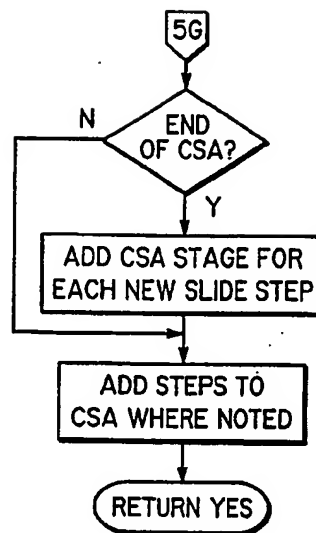 5G
N
END
OF CSA?
Y
ADD CSA STAGE FOR
EACH NEW SLIDE STEP
ADD STEPS TO
CSA WHERE NOTED
RETURN YES